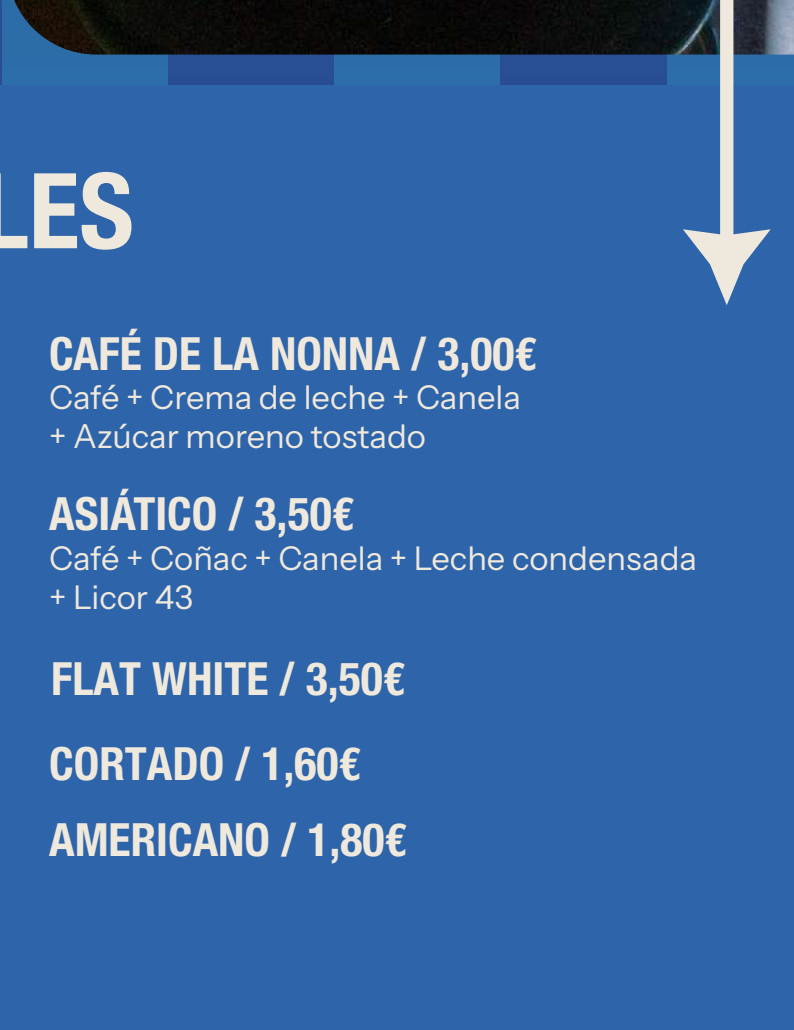 LES
CAFÉ DE LA NONNA / 3,00€
Café + Crema de leche + Canela
+ Azúcar moreno tostado
ASIÁTICO / 3,50€
Café + Coñac + Canela + Leche condensada
+ Licor 43
FLAT WHITE / 3,50€
CORTADO / 1,60€
AMERICANO / 1,80€